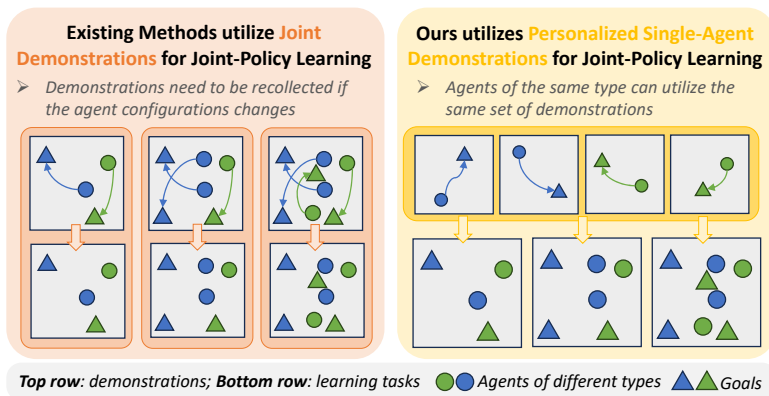 Existing Methods utilize Joint
Demonstrations for Joint-Policy Learning
➢ Demonstrations need to be recollected if
the agent configurations changes
Ours utilizes Personalized Single-Agent
Demonstrations for Joint-Policy Learning
➢ Agents of the same type can utilize the
same set of demonstrations
Top row: demonstrations; Bottom row: learning tasks
Agents of different types
Goals